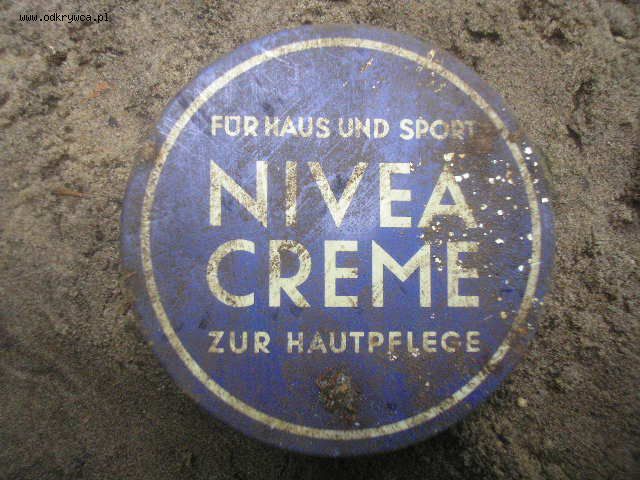 www.odkrywca.pl
FÜR HAUS UND SPORT
NIVEA
CREME
ZUR HAUTPFLEGE